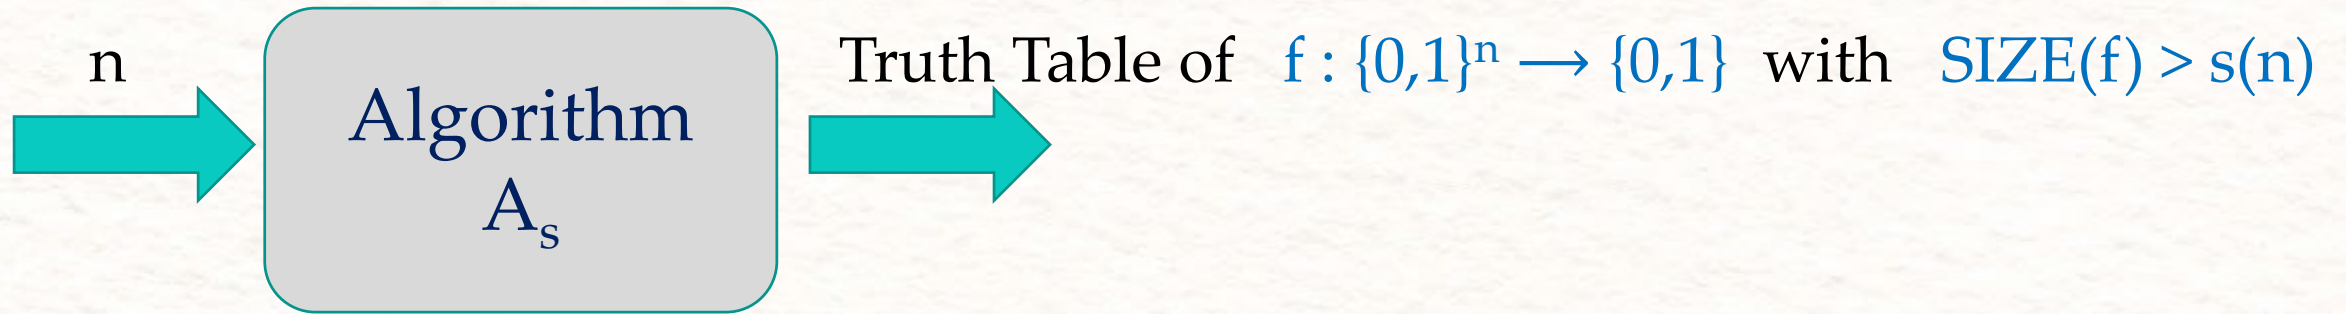 n
Algorithm
Aₛ
Truth Table of f : {0,1}ⁿ ⟶ {0,1} with SIZE(f) > s(n)